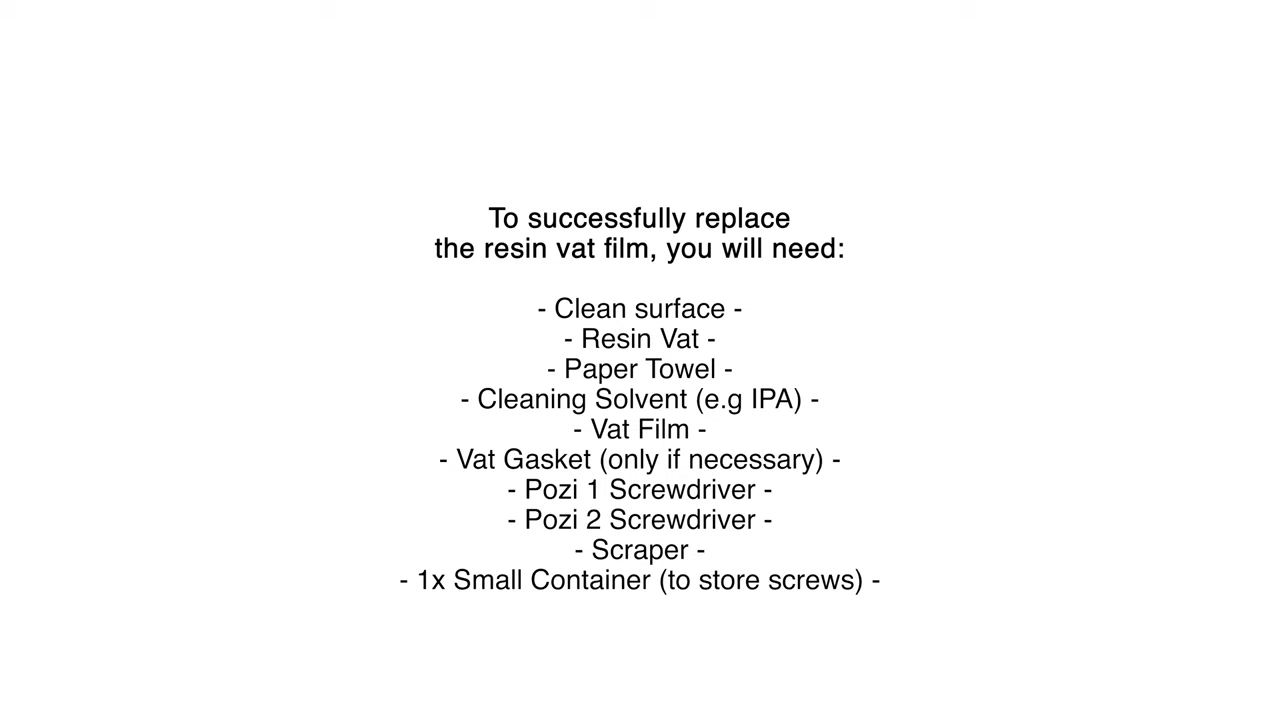 To successfully replace
the resin vat film, you will need:
- Clean surface -
- Resin Vat -
- Paper Towel -
- Cleaning Solvent (e.g IPA) -
- Vat Film -
- Vat Gasket (only if necessary) -
- Pozi 1 Screwdriver -
- Pozi 2 Screwdriver -
- Scraper -
- 1x Small Container (to store screws) -